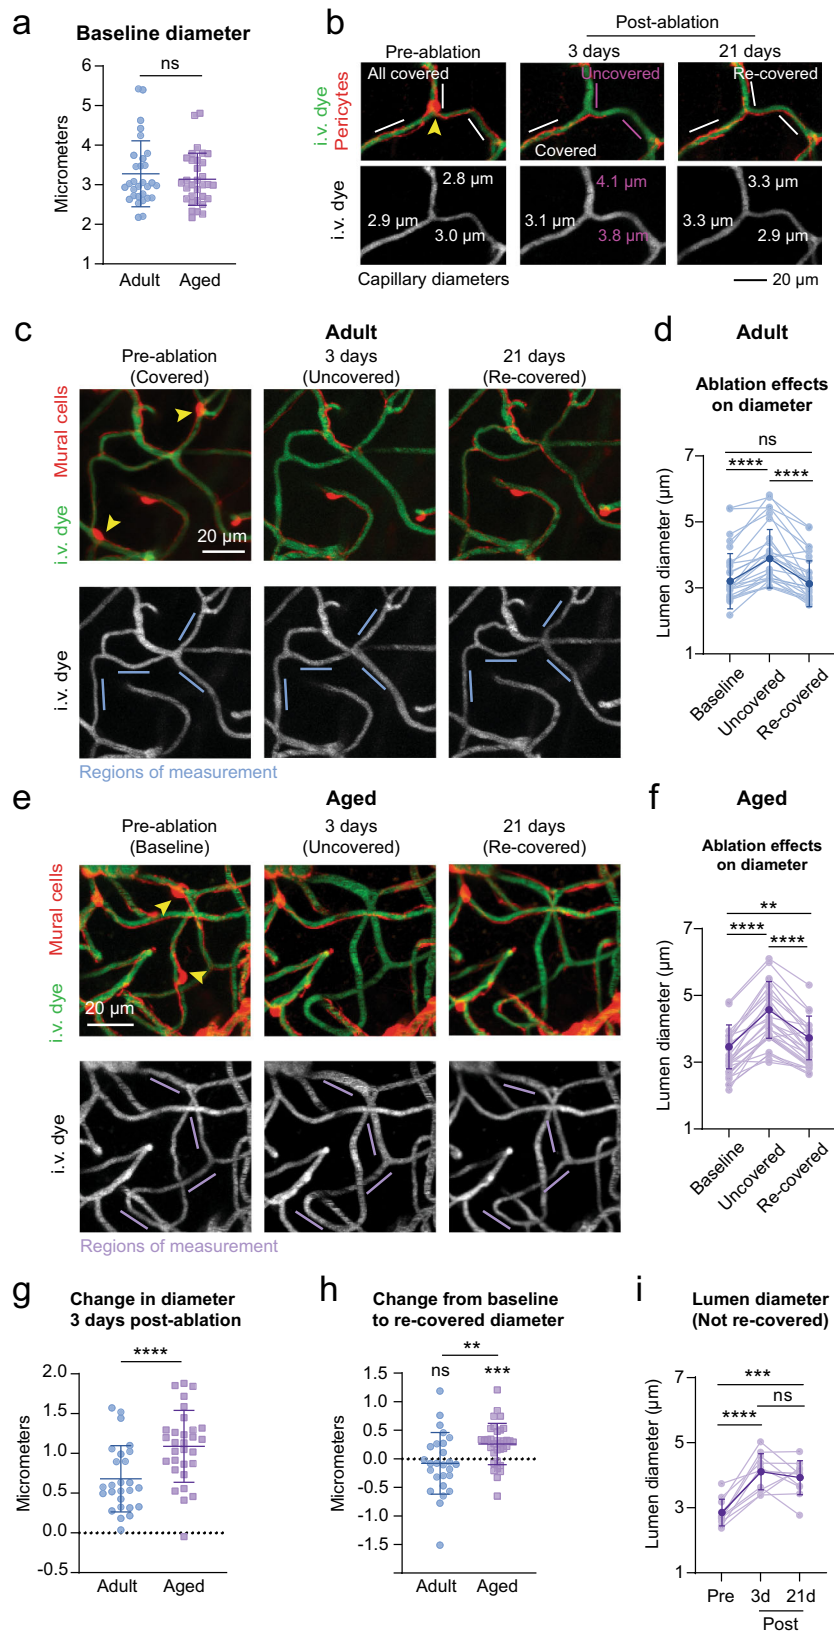 a
Baseline diameter
ns
6
5
4
3
2
1
Micrometers
Adult
Aged
b
Post-ablation
Pre-ablation
3 days
21 days
i.v. dye
Pericytes
All covered
Uncovered
Covered
Re-covered
i.v. dye
2.8 µm
2.9 µm
3.0 µm
4.1 µm
3.1 µm
3.8 µm
3.3 µm
3.3 µm
2.9 µm
Capillary diameters
20 µm
c
Adult
Pre-ablation
(Covered)
3 days
(Uncovered)
21 days
(Re-covered)
i.v. dye
Mural cells
20 µm
i.v. dye
Regions of measurement
d
Adult
Ablation effects
on diameter
ns
****
****
7
5
3
1
Lumen diameter (µm)
Baseline
Uncovered
Re-covered
e
Aged
Pre-ablation
(Baseline)
3 days
(Uncovered)
21 days
(Re-covered)
i.v. dye
Mural cells
20 µm
i.v. dye
Regions of measurement
f
Aged
Ablation effects
on diameter
**
****
****
7
5
3
1
Lumen diameter (µm)
Baseline
Uncovered
Re-covered
g
Change in diameter
3 days post-ablation
****
2.0
1.5
1.0
0.5
0.0
-0.5
Micrometers
Adult
Aged
h
Change from baseline
to re-covered diameter
**
ns
***
1.5
1.0
0.5
0.0
-0.5
-1.0
-1.5
Micrometers
Adult
Aged
i
Lumen diameter
(Not re-covered)
***
ns
****
7
5
3
1
Lumen diameter (µm)
Pre
3d
21d
Post